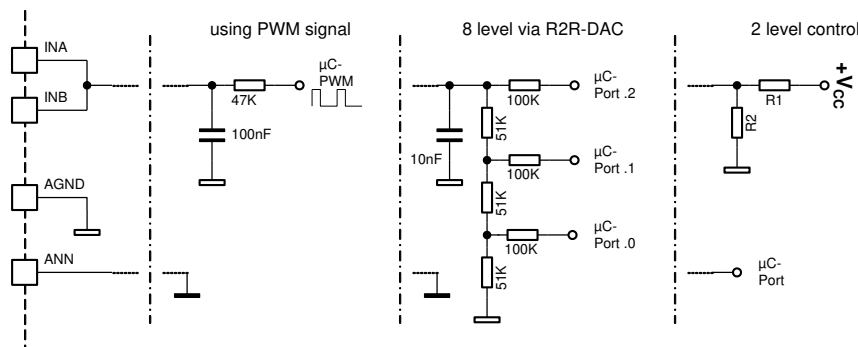 using PWM signal
8 level via R2R-DAC
2 level control
INA
INB
AGND
ANN
µC-
PWM
47K
100nF
µC-
Port .2
100K
51K
10nF
µC-
Port .1
100K
51K
µC-
Port .0
100K
51K
+VCC
R1
R2
µC-
Port